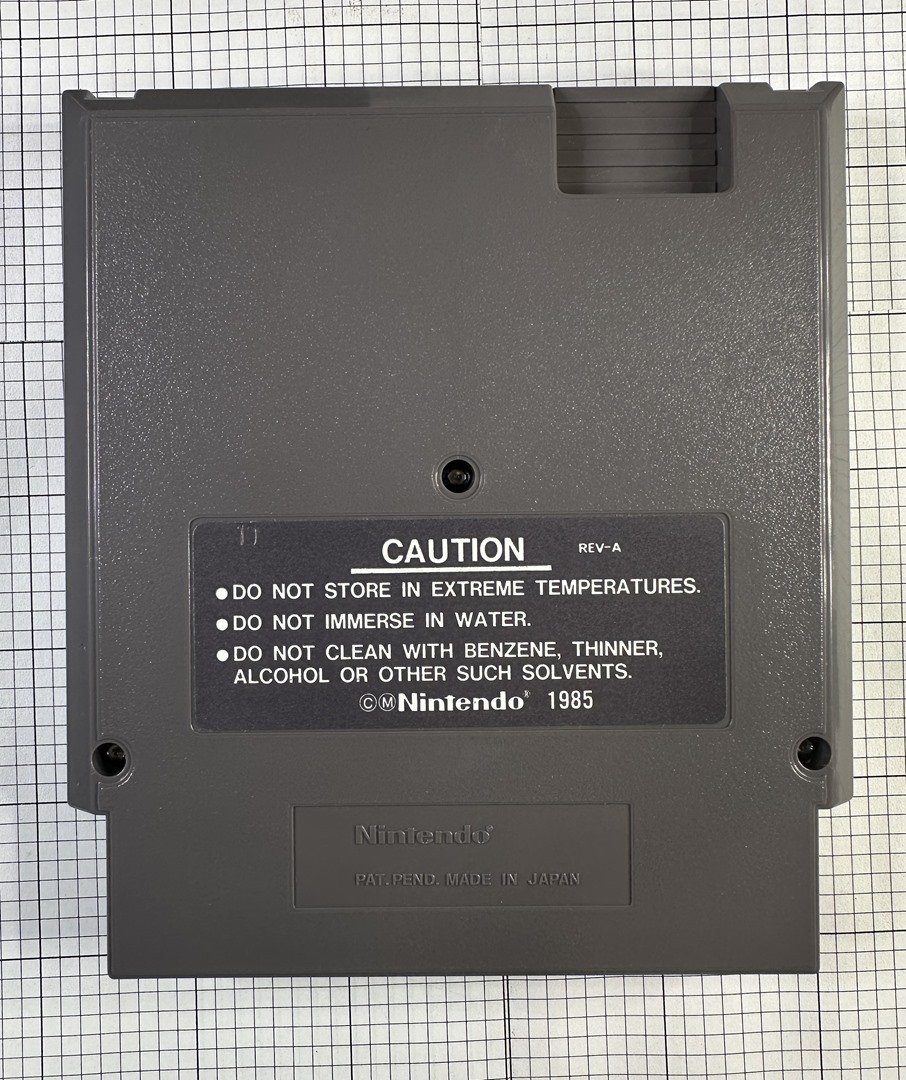 CAUTION REV-A
●DO NOT STORE IN EXTREME TEMPERATURES.
●DO NOT IMMERSE IN WATER.
●DO NOT CLEAN WITH BENZENE, THINNER,
ALCOHOL OR OTHER SUCH SOLVENTS.
©ⓂNintendo® 1985
Nintendo®
PAT. PEND. MADE IN JAPAN